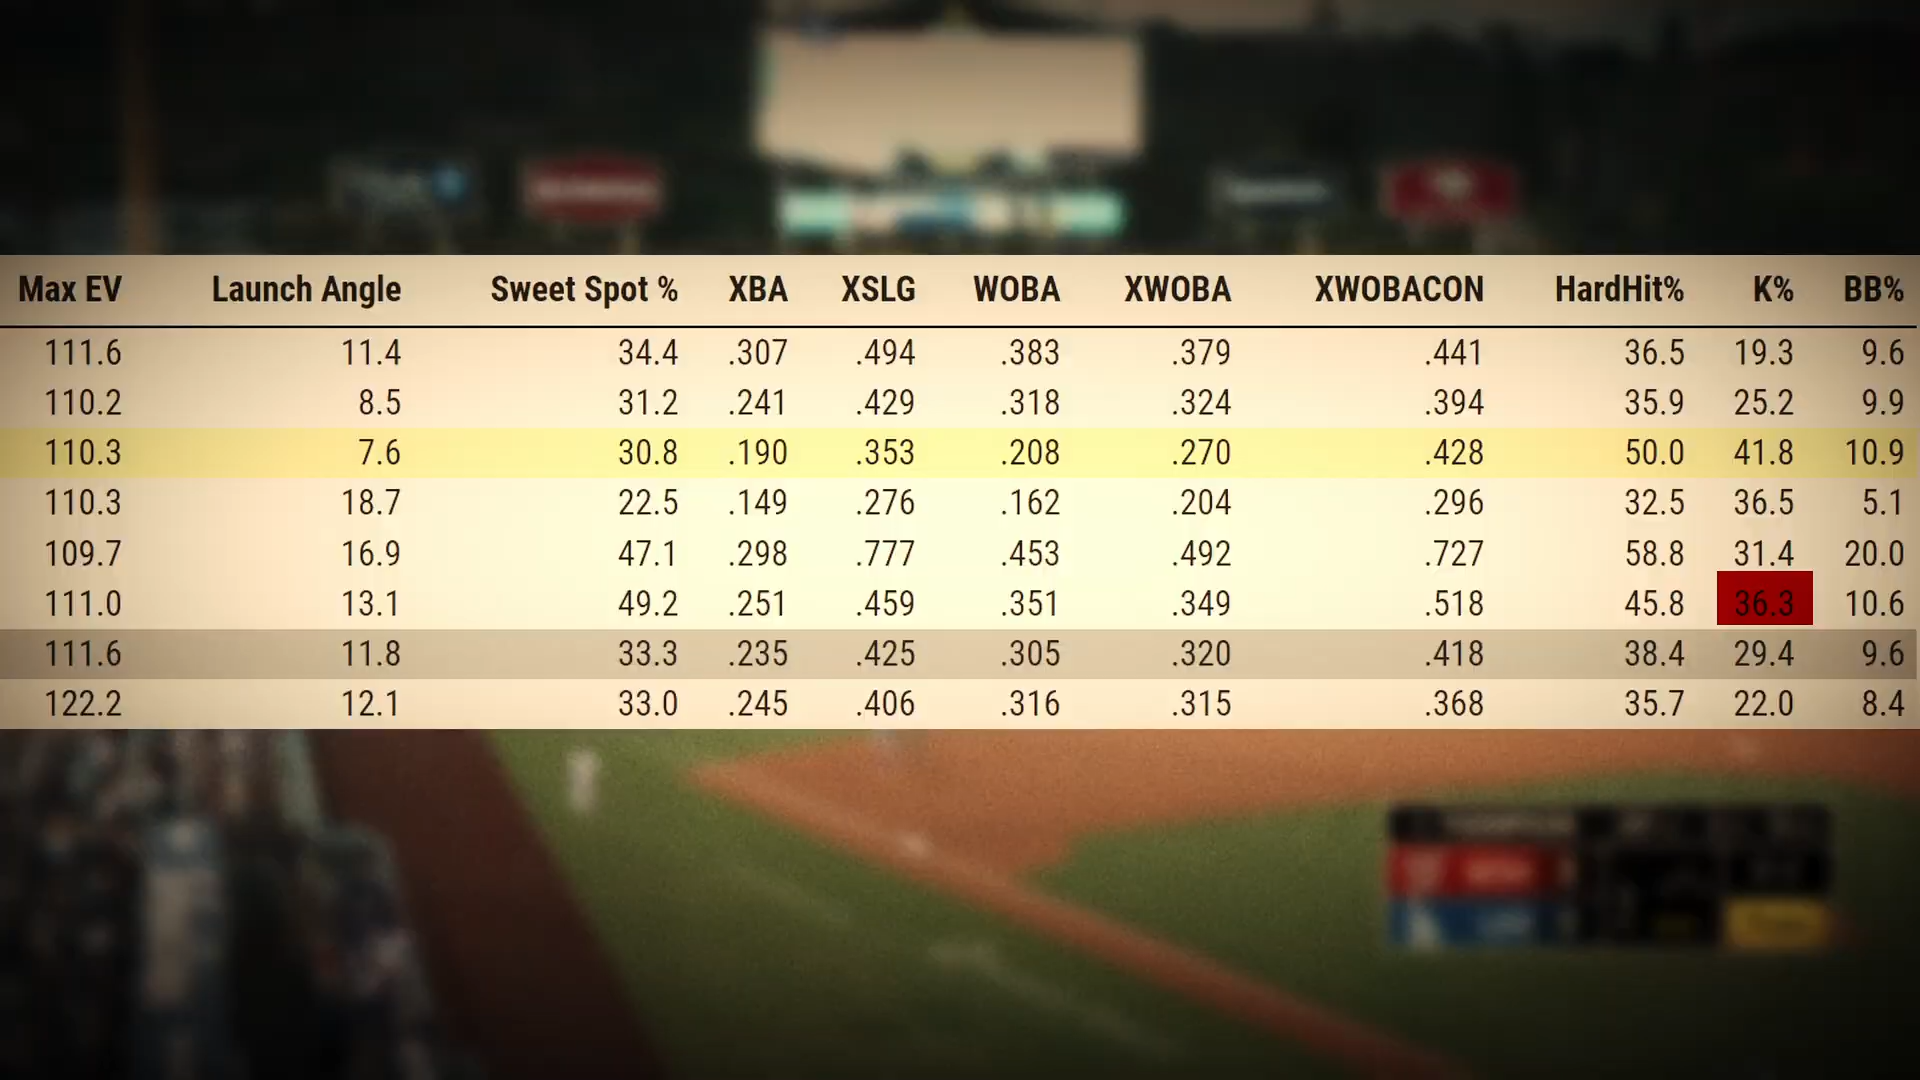 Max EV Launch Angle Sweet Spot % XBA XSLG WOBA XWOBA XWOBACON HardHit% K% BB%
111.6 11.4 34.4 .307 .494 .383 .379 .441 36.5 19.3 9.6
110.2 8.5 31.2 .241 .429 .318 .324 .394 35.9 25.2 9.9
110.3 7.6 30.8 .190 .353 .208 .270 .428 50.0 41.8 10.9
110.3 18.7 22.5 .149 .276 .162 .204 .296 32.5 36.5 5.1
109.7 16.9 47.1 .298 .777 .453 .492 .727 58.8 31.4 20.0
111.0 13.1 49.2 .251 .459 .351 .349 .518 45.8 36.3 10.6
111.6 11.8 33.3 .235 .425 .305 .320 .418 38.4 29.4 9.6
122.2 12.1 33.0 .245 .406 .316 .315 .368 35.7 22.0 8.4